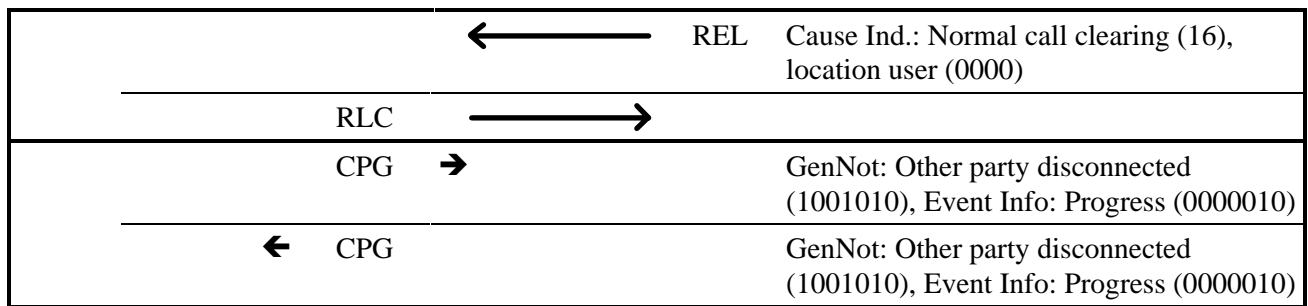 REL Cause Ind.: Normal call clearing (16),
location user (0000)
RLC
CPG GenNot: Other party disconnected
(1001010), Event Info: Progress (0000010)
CPG GenNot: Other party disconnected
(1001010), Event Info: Progress (0000010)